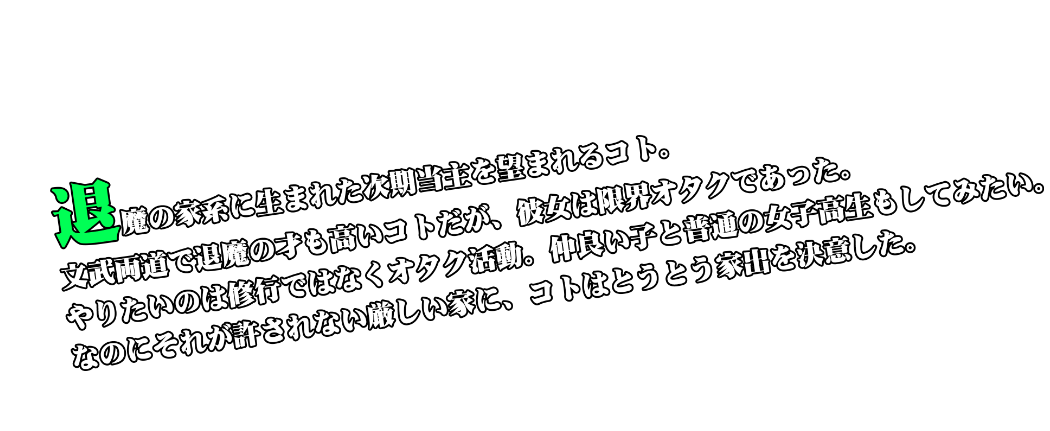 退魔の家系に生まれた次期当主を望まれるコト。
文武両道で退魔の才も高いコトだが、彼女は限界オタクであった。
やりたいのは修行ではなくオタク活動。仲良い子と普通の女子高生もしてみたい。
なのにそれが許されない厳しい家に、コトはとうとう家出を決意した。